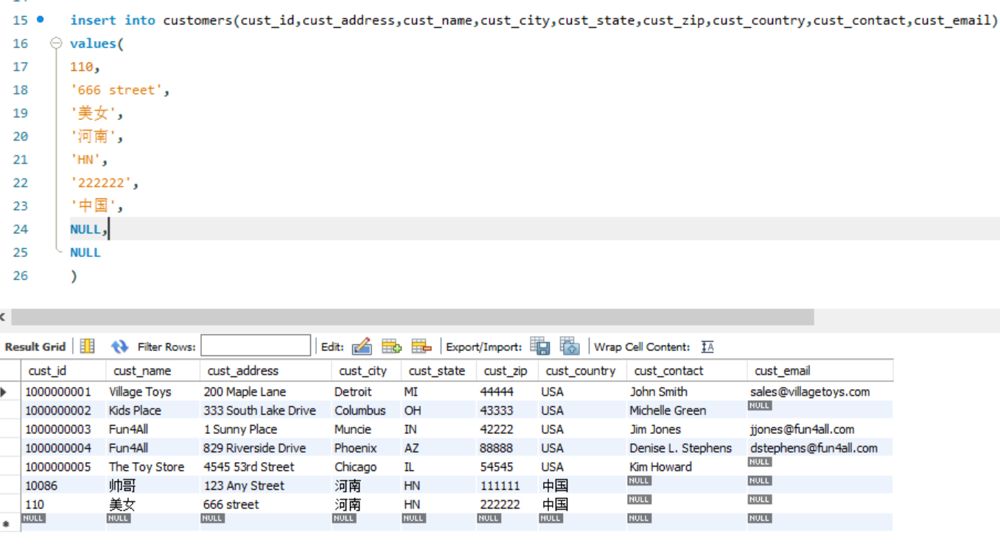 15 insert into customers(cust_id,cust_address,cust_name,cust_city,cust_state,cust_zip,cust_country,cust_contact,cust_email)
16 values(
17 110,
18 '666 street',
19 '美女',
20 '河南',
21 'HN',
22 '222222',
23 '中国',
24 NULL,
25 NULL
26 )
Result Grid Filter Rows: Edit: Export/Import: Wrap Cell Content: IA
cust_id cust_name cust_address cust_city cust_state cust_zip cust_country cust_contact cust_email
1000000001 Village Toys 200 Maple Lane Detroit MI 44444 USA John Smith sales@villagetoys.com
1000000002 Kids Place 333 South Lake Drive Columbus OH 43333 USA Michelle Green NULL
1000000003 Fun4All 1 Sunny Place Muncie IN 42222 USA Jim Jones jjones@fun4all.com
1000000004 Fun4All 829 Riverside Drive Phoenix AZ 88888 USA Denise L. Stephens dstephens@fun4all.com
1000000005 The Toy Store 4545 53rd Street Chicago IL 54545 USA Kim Howard NULL
10086 帅哥 123 Any Street 河南 HN 111111 中国 NULL NULL
110 美女 666 street 河南 HN 222222 中国 NULL NULL
NULL NULL NULL NULL NULL NULL NULL NULL NULL